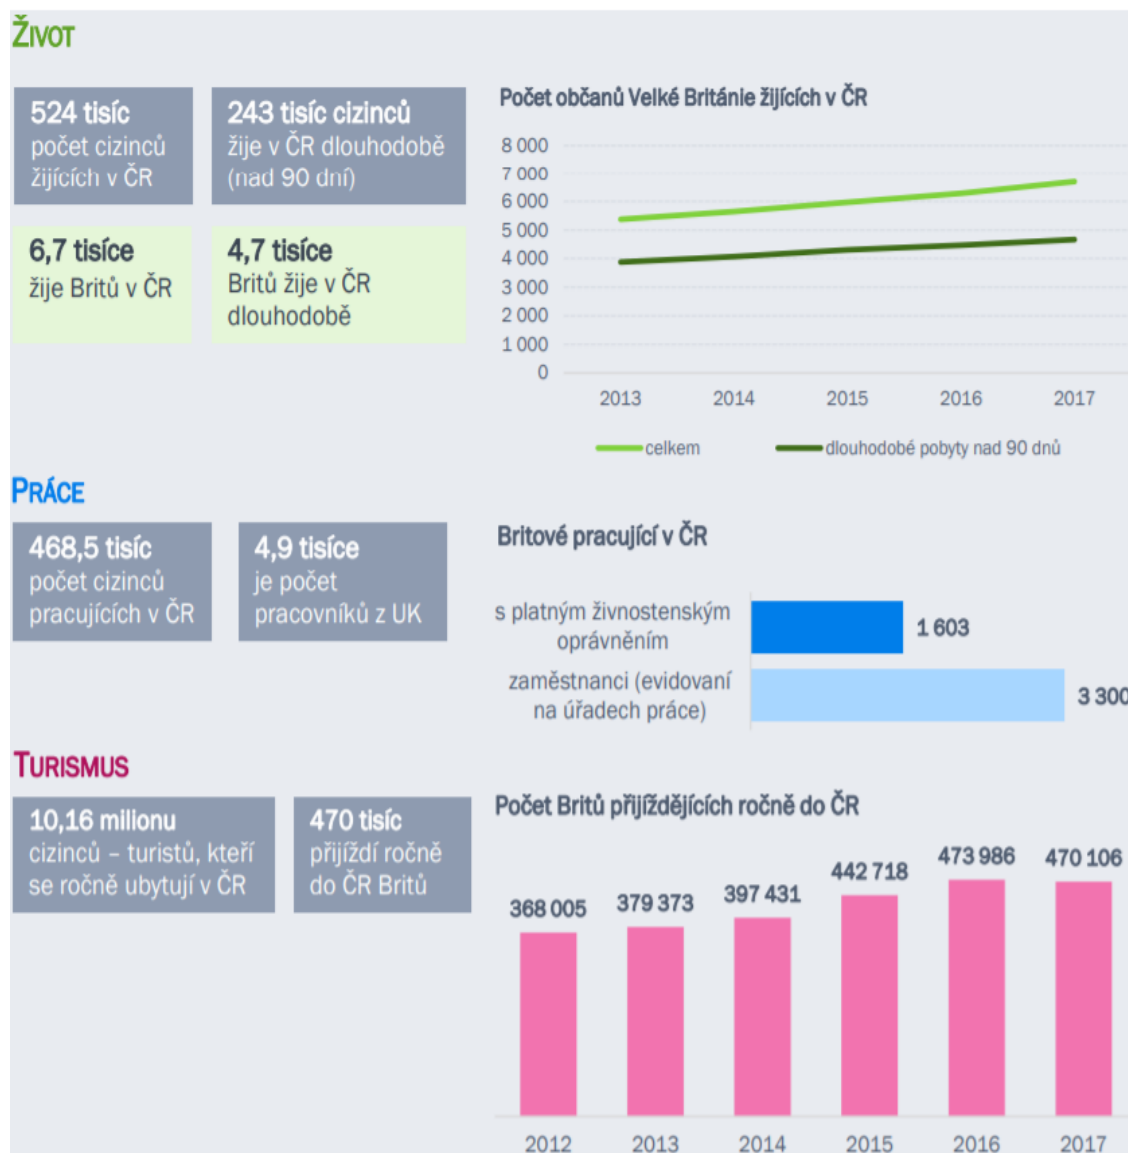 ŽIVOT
524 tisíc
počet cizinců
žijících v ČR
243 tisíc cizinců
žije v ČR dlouhodobě
(nad 90 dní)
6,7 tisíce
žije Britů v ČR
4,7 tisíce
Britů žije v ČR
dlouhodobě
Počet občanů Velké Británie žijících v ČR
8 000
7 000
6 000
5 000
4 000
3 000
2 000
1 000
0
2013 2014 2015 2016 2017
celkem dlouhodobé pobyty nad 90 dnů
PRÁCE
468,5 tisíc
počet cizinců
pracujících v ČR
4,9 tisíce
je počet
pracovníků z UK
Britové pracující v ČR
s platným živnostenským
oprávněním
1 603
zaměstnanci (evidovaní
na úřadech práce)
3 300
TURISMUS
10,16 milionu
cizinců – turistů, kteří
se ročně ubytují v ČR
470 tisíc
přijíždí ročně
do ČR Britů
Počet Britů přijíždějících ročně do ČR
368 005 379 373 397 431 442 718 473 986 470 106
2012 2013 2014 2015 2016 2017